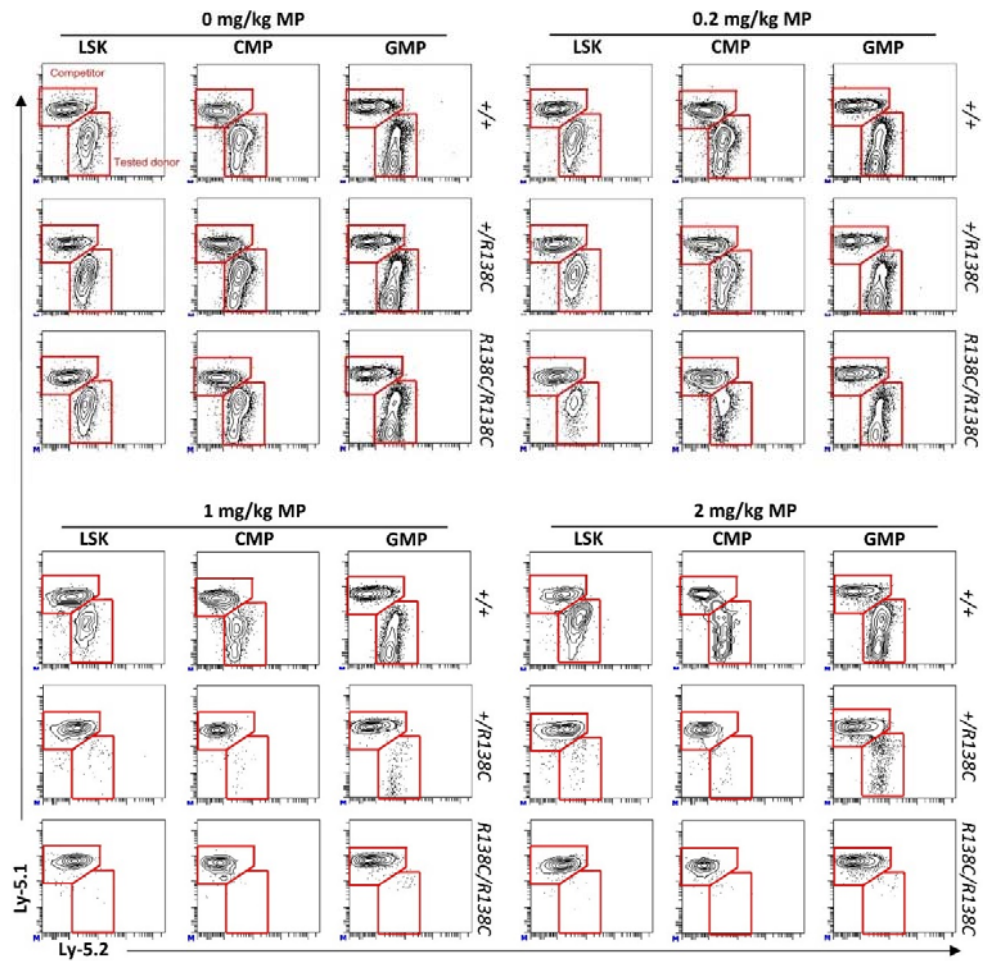 0 mg/kg MP
LSK CMP GMP
Competitor
Tested donor
+/+
+/R138C
R138C/R138C
0.2 mg/kg MP
LSK CMP GMP
+/+
+/R138C
R138C/R138C
1 mg/kg MP
LSK CMP GMP
+/+
+/R138C
R138C/R138C
2 mg/kg MP
LSK CMP GMP
+/+
+/R138C
R138C/R138C
Ly-5.1
Ly-5.2